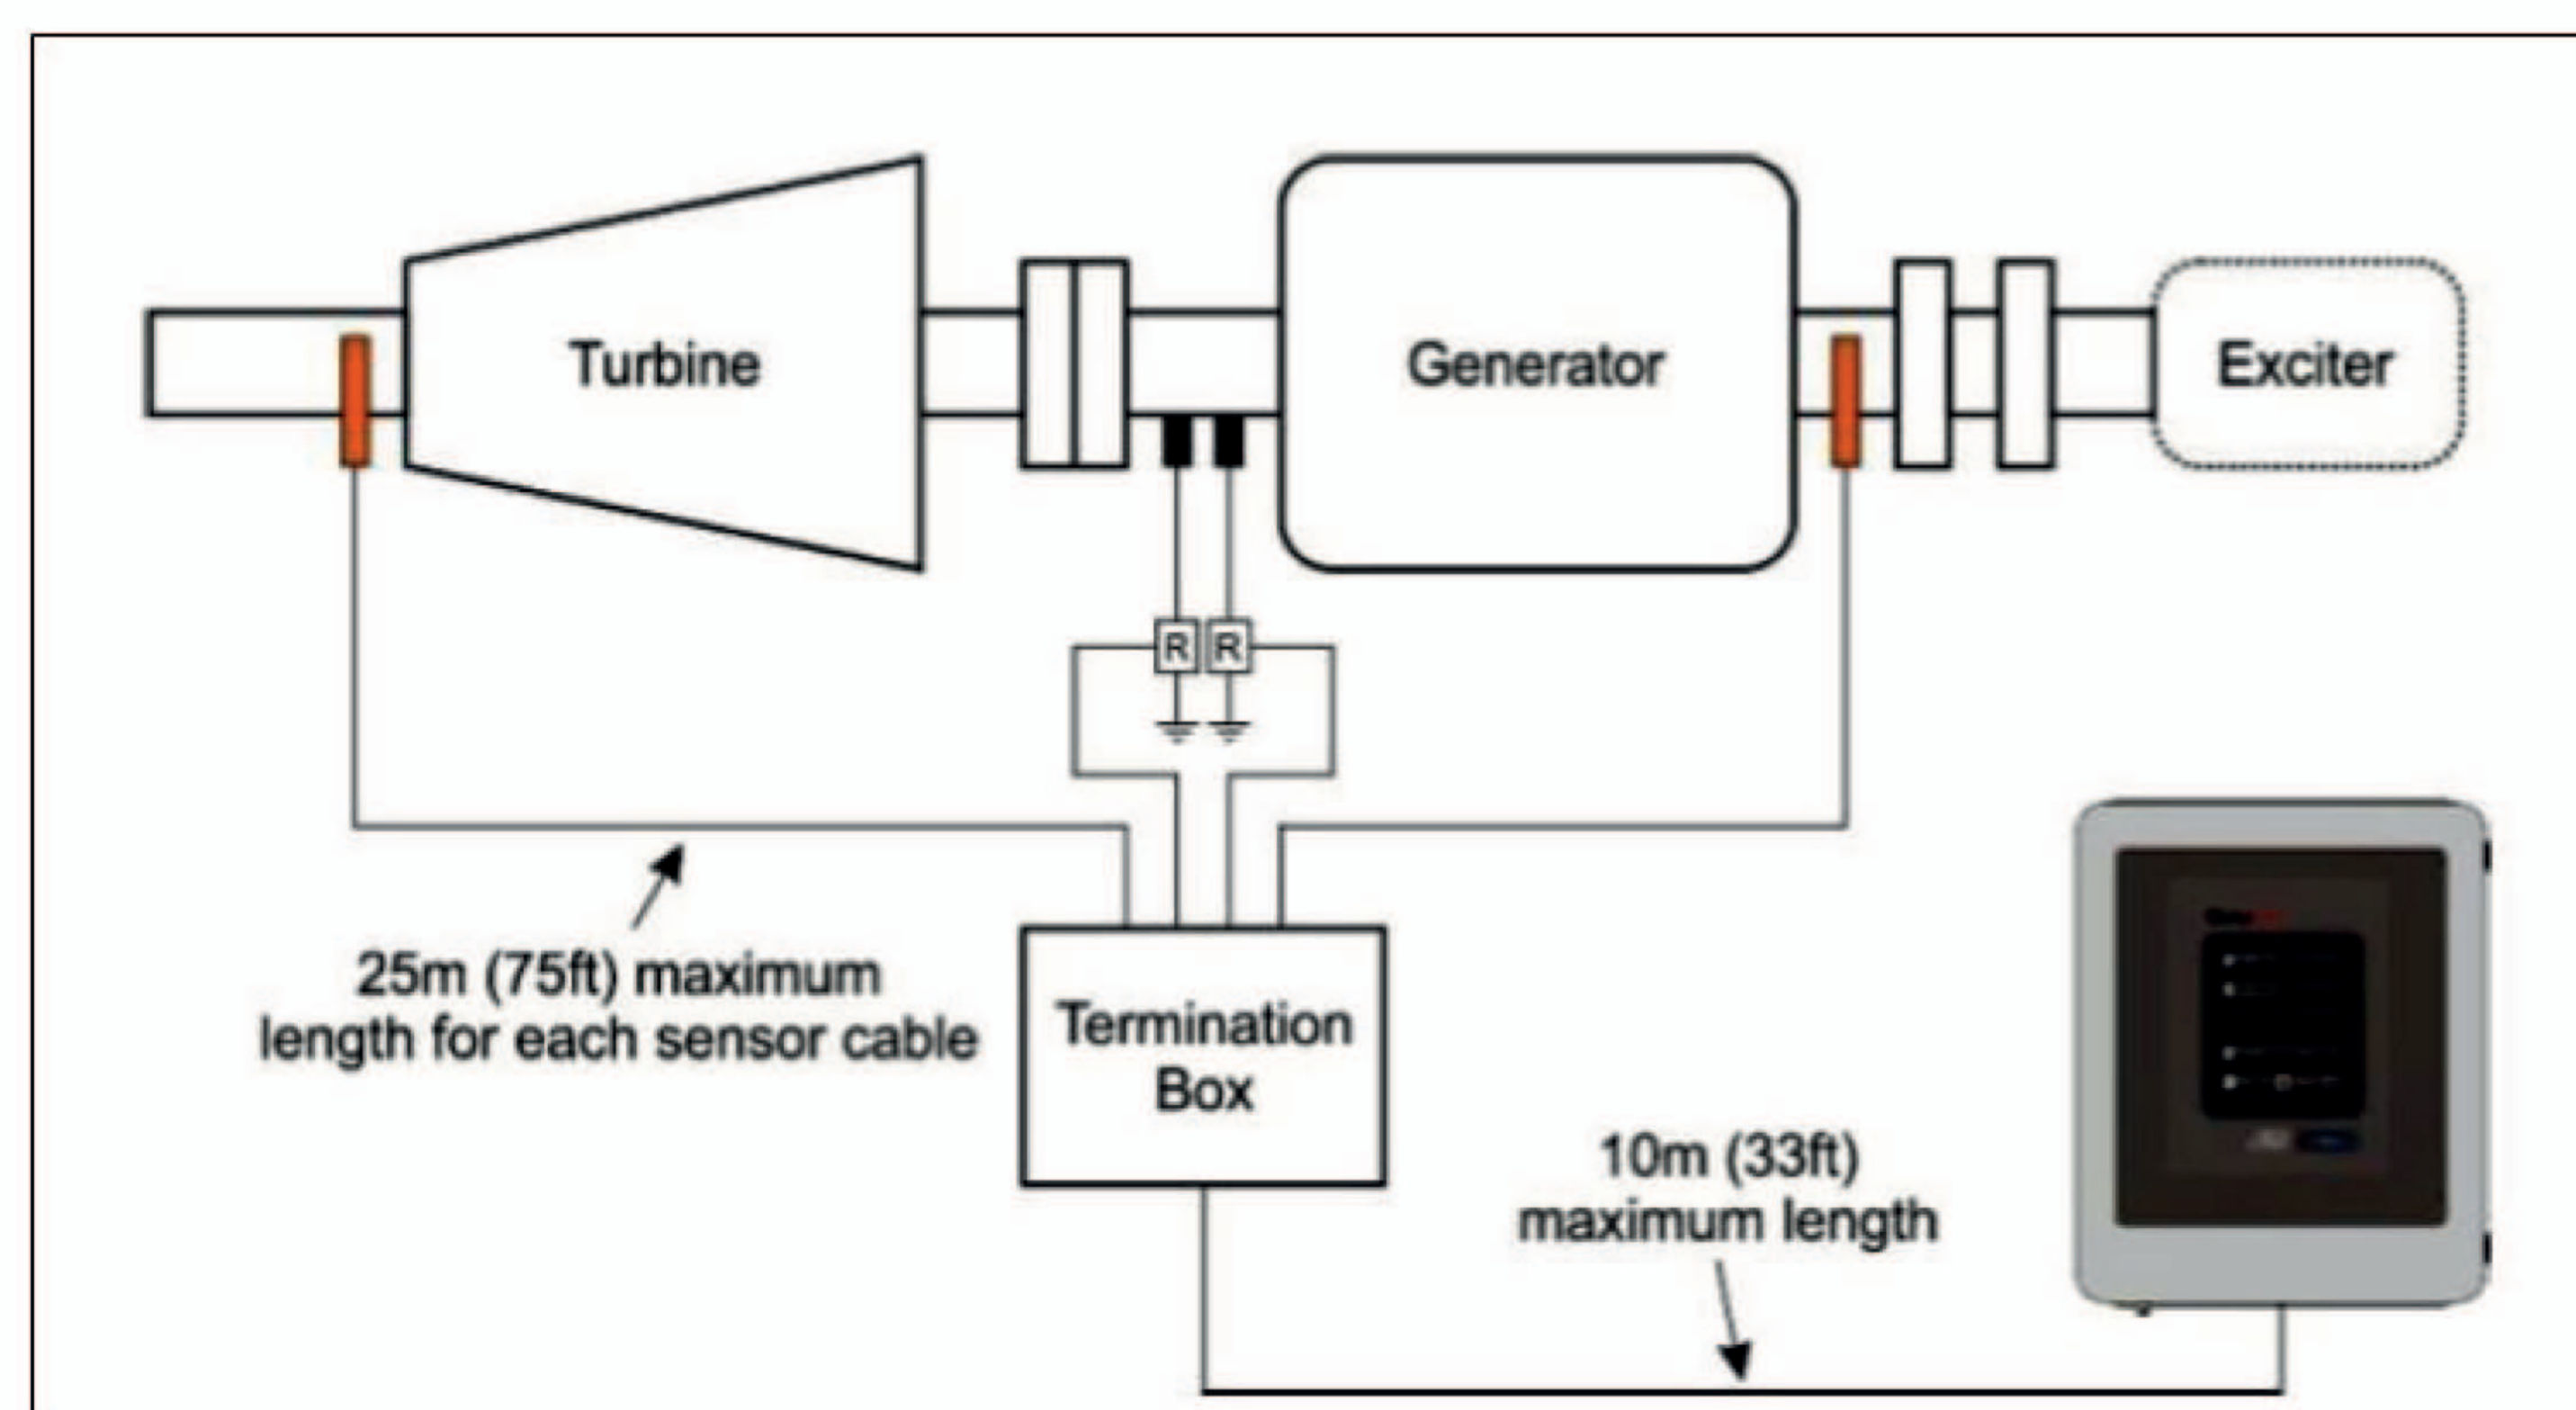 Turbine
Generator
Exciter
R
R
25m (75ft) maximum
length for each sensor cable
Termination
Box
10m (33ft)
maximum length